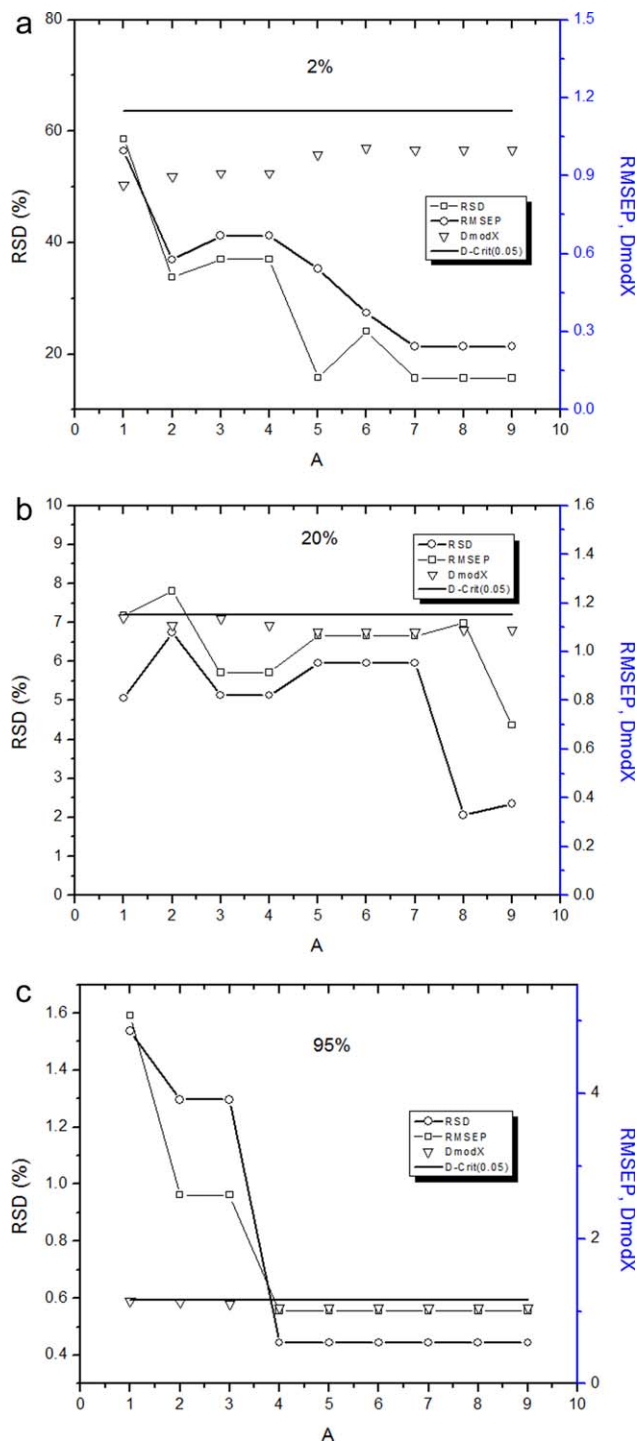 a
2%
80
60
40
20
RSD (%)
1.5
1.2
0.9
0.6
0.3
0.0
RMSEP, DmodX
RSD
RMSEP
DmodX
D-Crit(0.05)
0 1 2 3 4 5 6 7 8 9 10
A
b
20%
10
9
8
7
6
5
4
3
2
1
0
RSD (%)
1.6
1.4
1.2
1.0
0.8
0.6
0.4
0.2
0.0
RMSEP, DmodX
RSD
RMSEP
DmodX
D-Crit(0.05)
0 1 2 3 4 5 6 7 8 9 10
A
c
95%
1.6
1.4
1.2
1.0
0.8
0.6
0.4
RSD (%)
4
2
0
RMSEP, DmodX
RSD
RMSEP
DmodX
D-Crit(0.05)
0 1 2 3 4 5 6 7 8 9 10
A